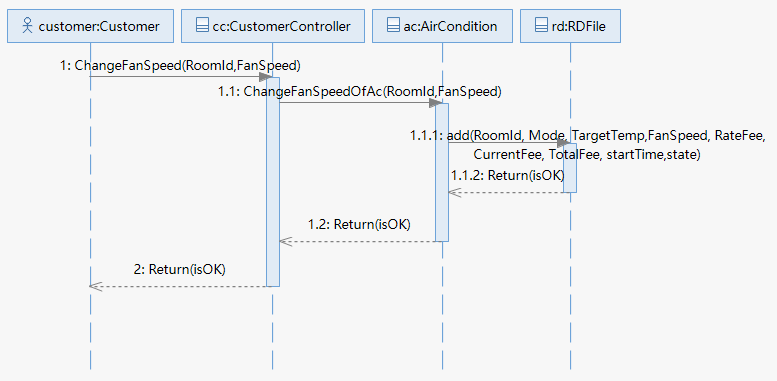 customer:Customer
cc:CustomerController
ac:AirCondition
rd:RDFile
1: ChangeFanSpeed(RoomId,FanSpeed)
1.1: ChangeFanSpeedOfAc(RoomId,FanSpeed)
1.1.1: add(RoomId, Mode, TargetTemp,FanSpeed, RateFee,
CurrentFee, TotalFee, startTime,state)
1.1.2: Return(isOK)
1.2: Return(isOK)
2: Return(isOK)